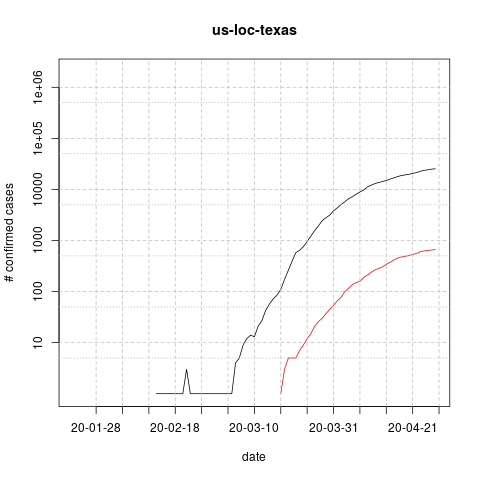 us-loc-texas
# confirmed cases
1e+06
1e+05
10000
1000
100
10
20-01-28
20-02-18
20-03-10
20-03-31
20-04-21
date